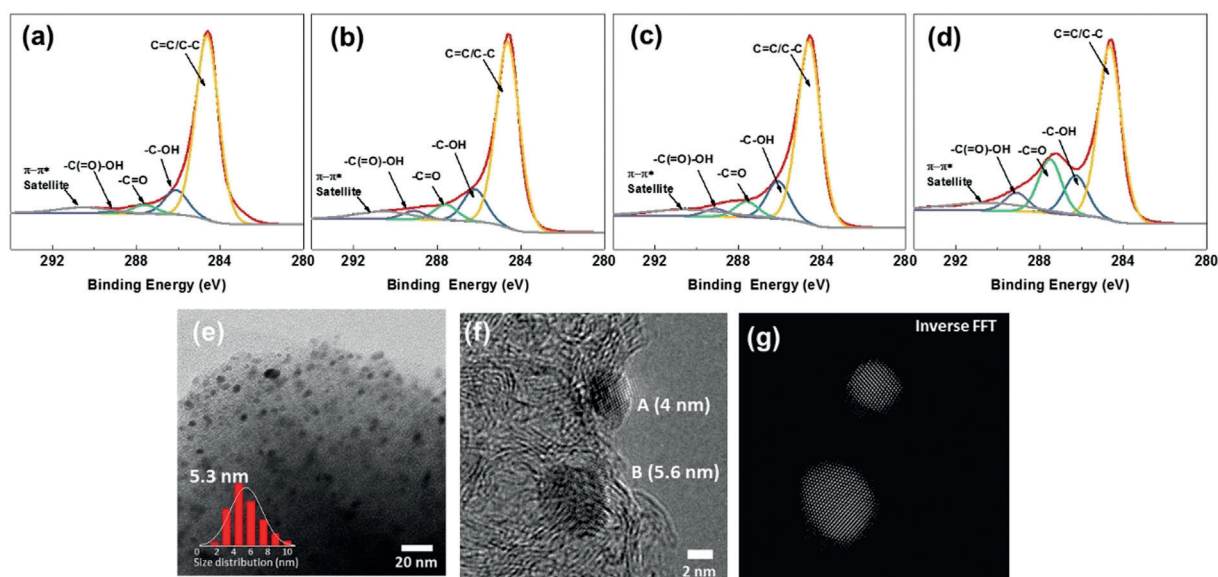 (a)
C=C/C-C
-C-OH
-C(=O)-OH
-C=O
π-π*
Satellite
292 288 284 280
Binding Energy (eV)
(b)
C=C/C-C
-C-OH
-C(=O)-OH
-C=O
π-π*
Satellite
292 288 284 280
Binding Energy (eV)
(c)
C=C/C-C
-C-OH
-C(=O)-OH
-C=O
π-π*
Satellite
292 288 284 280
Binding Energy (eV)
(d)
C=C/C-C
-C-OH
-C(=O)-OH
-C=O
π-π*
Satellite
292 288 284 280
Binding Energy (eV)
(e)
5.3 nm
0 2 4 6 8 10
Size distribution (nm)
20 nm
(f)
A (4 nm)
B (5.6 nm)
2 nm
(g)
Inverse FFT